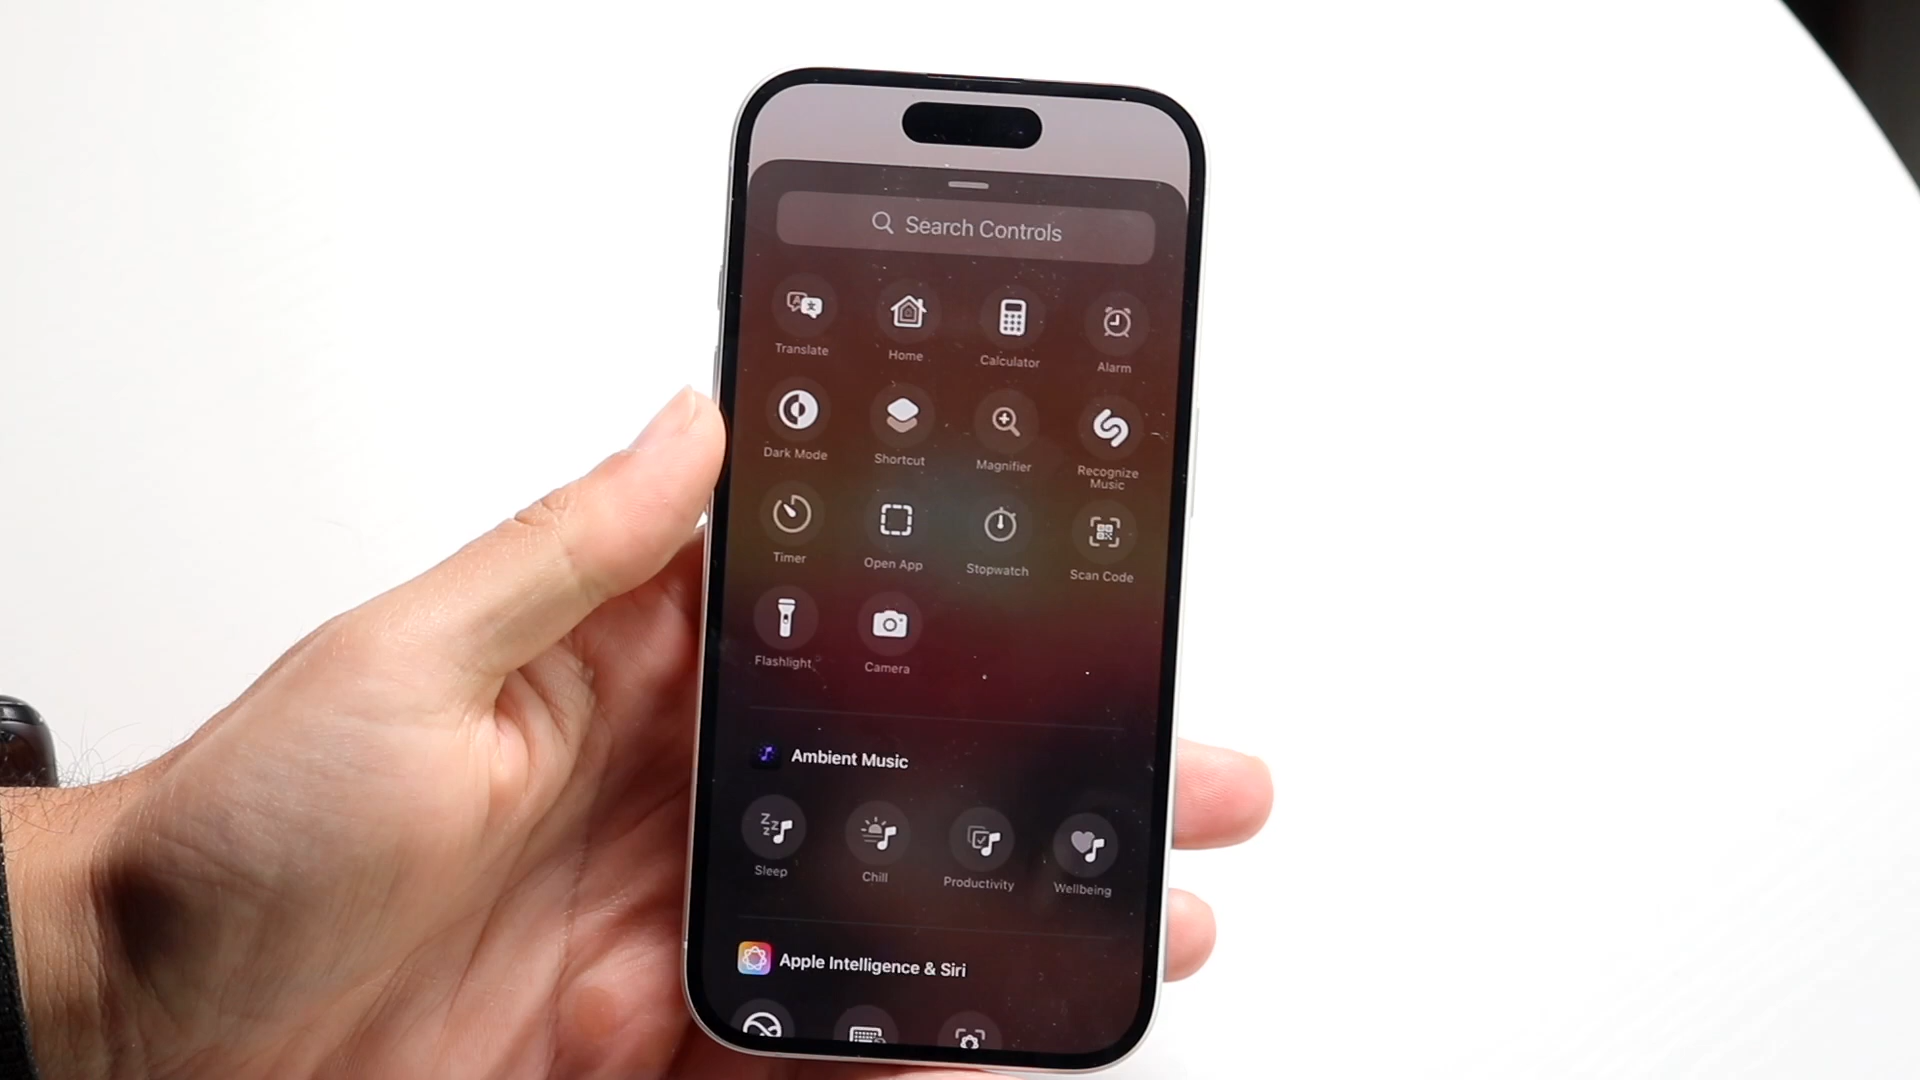 Search Controls
Translate
Home
Calculator
Alarm
Dark Mode
Shortcut
Magnifier
Recognize
Music
Timer
Open App
Stopwatch
Scan Code
Flashlight
Camera
Ambient Music
Sleep
Chill
Productivity
Wellbeing
Apple Intelligence & Siri